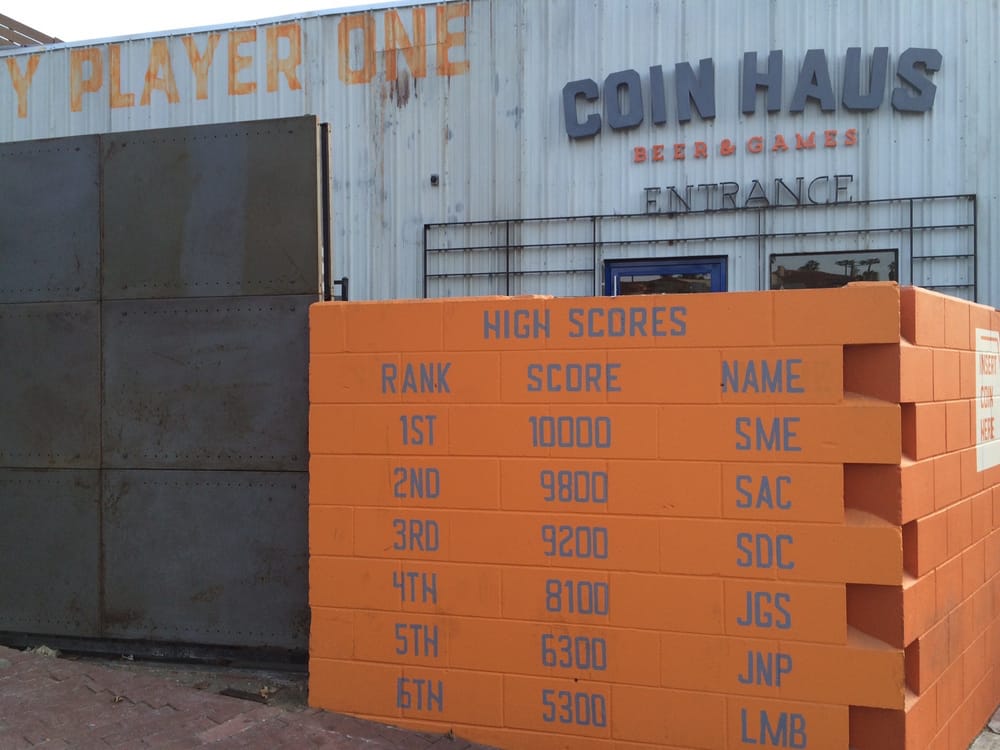 Y PLAYER ONE
COIN HAUS
BEER & GAMES
ENTRANCE
HIGH SCORES
RANK SCORE NAME
1ST 10000 SME
2ND 9800 SAC
3RD 9200 SDC
4TH 8100 JGS
5TH 6300 JNP
6TH 5300 LMB
INSERT
COIN
HERE